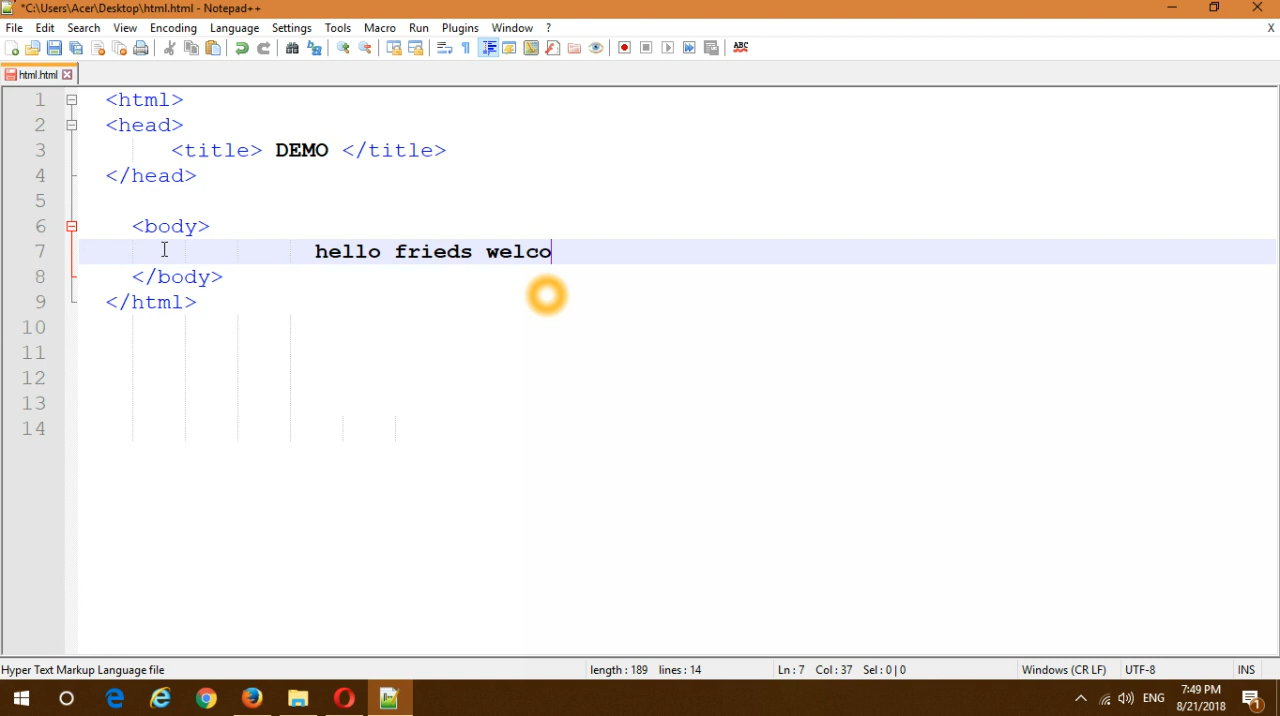 *C:\Users\Acer\Desktop\html.html - Notepad++
File Edit Search View Encoding Language Settings Tools Macro Run Plugins Window ? X
ABC
html.html
1 <html>
2 <head>
3 <title> DEMO </title>
4 </head>
5
6 <body>
7 hello frieds welco
8 </body>
9 </html>
10
11
12
13
14
Hyper Text Markup Language file length : 189 lines : 14 Ln : 7 Col : 37 Sel : 0 | 0 Windows (CR LF) UTF-8 INS
ENG 7:49 PM
8/21/2018 1